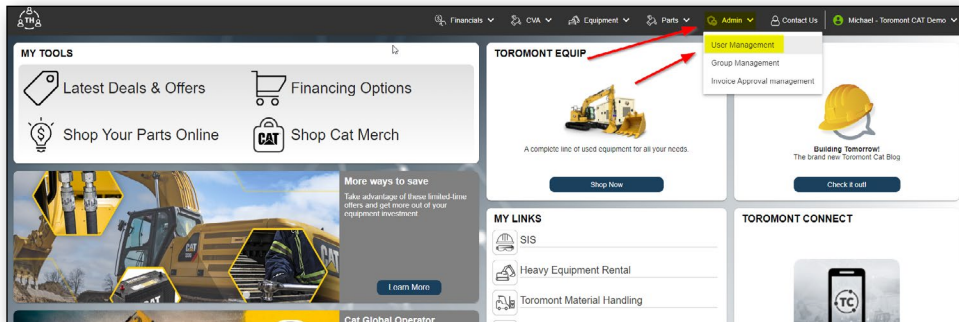 TH
Financials
CVA
Equipment
Parts
Admin
Contact Us
Michael - Toromont CAT Demo
User Management
Group Management
Invoice Approval management
MY TOOLS
Latest Deals & Offers
Financing Options
Shop Your Parts Online
CAT
Shop Cat Merch
TOROMONT EQUIP
A complete line of used equipment for all your needs.
Shop Now
Building Tomorrow!
The brand new Toromont Cat Blog
Check it out!
More ways to save
Take advantage of these limited-time
offers and get more out of your
equipment investment
Learn More
CAT
Cat Global Operator
MY LINKS
SIS
Heavy Equipment Rental
Toromont Material Handling
TOROMONT CONNECT
TC